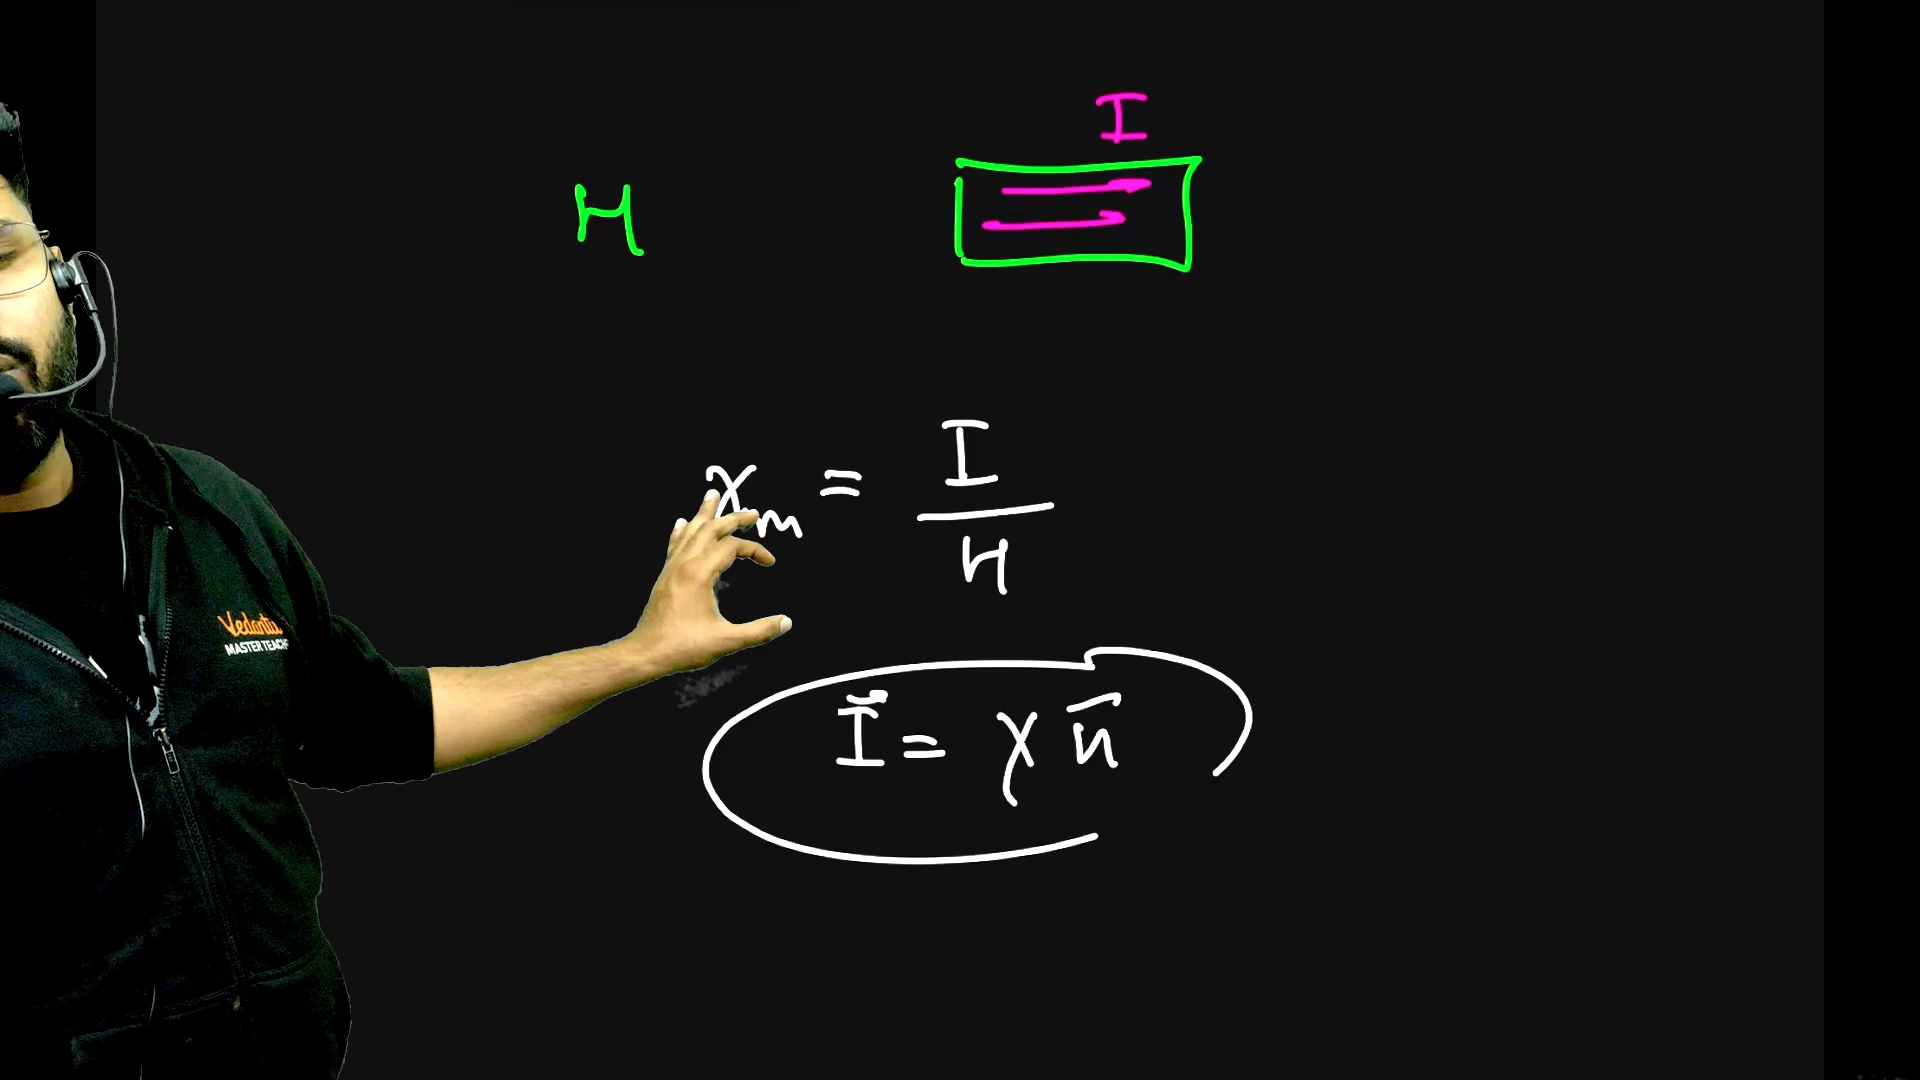 I
H
χm = I/H
I⃗ = χ H⃗
Vedantu
MASTER TEACHE